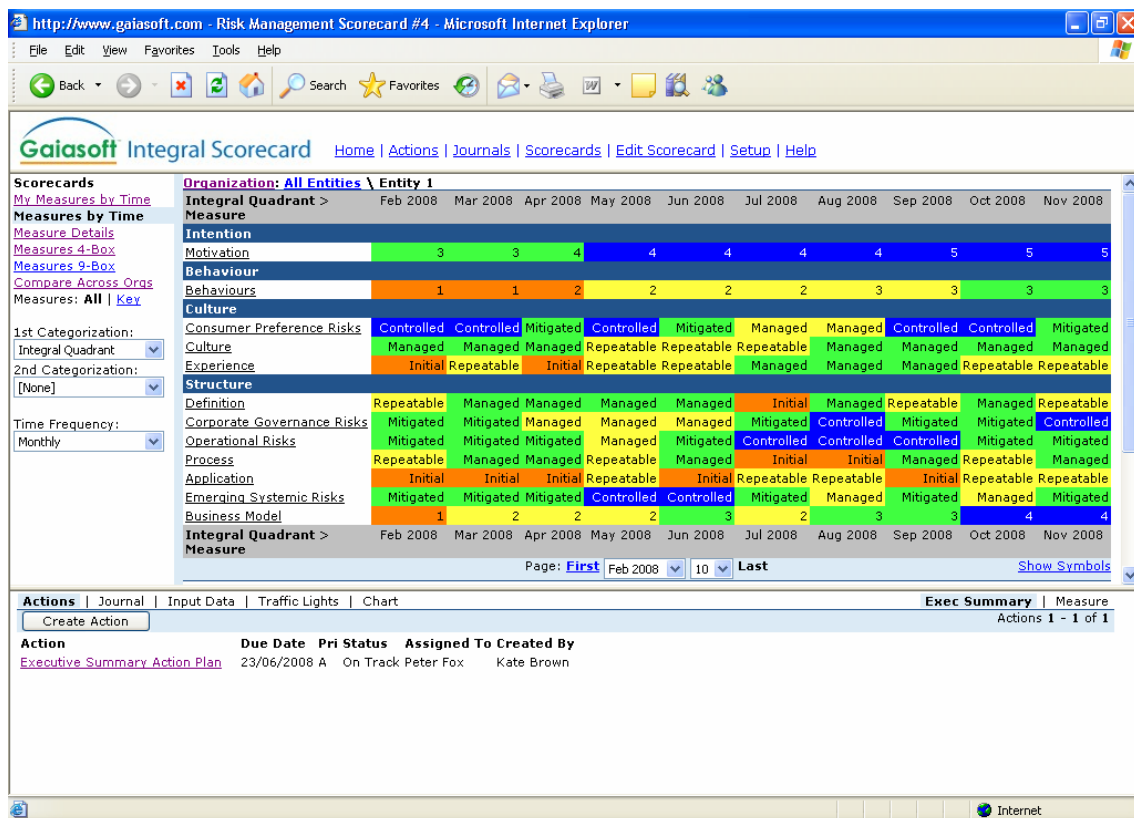 http://www.gaiasoft.com - Risk Management Scorecard #4 - Microsoft Internet Explorer
File Edit View Favorites Tools Help
Back Search Favorites
Gaiasoft Integral Scorecard Home | Actions | Journals | Scorecards | Edit Scorecard | Setup | Help
Scorecards
My Measures by Time
Measures by Time
Measure Details
Measures 4-Box
Measures 9-Box
Compare Across Orgs
Measures: All | Key
1st Categorization:
Integral Quadrant
2nd Categorization:
[None]
Time Frequency:
Monthly
Organization: All Entities \ Entity 1
Integral Quadrant > Feb 2008 Mar 2008 Apr 2008 May 2008 Jun 2008 Jul 2008 Aug 2008 Sep 2008 Oct 2008 Nov 2008
Measure
Intention
Motivation 3 3 4 4 4 4 4 5 5 5
Behaviour
Behaviours 1 1 2 2 2 2 3 3 3 3
Culture
Consumer Preference Risks Controlled Controlled Mitigated Controlled Mitigated Managed Managed Controlled Controlled Mitigated
Culture Managed Managed Managed Repeatable Repeatable Repeatable Managed Managed Managed Managed
Experience Initial Repeatable Initial Repeatable Repeatable Managed Managed Managed Repeatable Repeatable
Structure
Definition Repeatable Managed Managed Managed Managed Initial Managed Repeatable Managed Repeatable
Corporate Governance Risks Mitigated Mitigated Managed Managed Managed Mitigated Controlled Mitigated Mitigated Controlled
Operational Risks Mitigated Mitigated Mitigated Managed Mitigated Controlled Controlled Controlled Mitigated Mitigated
Process Repeatable Managed Managed Repeatable Managed Initial Initial Managed Repeatable Managed
Application Initial Initial Initial Repeatable Initial Repeatable Repeatable Initial Repeatable Repeatable
Emerging Systemic Risks Mitigated Mitigated Mitigated Controlled Controlled Mitigated Managed Mitigated Managed Mitigated
Business Model 1 2 2 2 3 2 3 3 4 4
Integral Quadrant > Feb 2008 Mar 2008 Apr 2008 May 2008 Jun 2008 Jul 2008 Aug 2008 Sep 2008 Oct 2008 Nov 2008
Measure
Page: First Feb 2008 10 Last Show Symbols
Actions | Journal | Input Data | Traffic Lights | Chart Exec Summary | Measure
Create Action Actions 1 - 1 of 1
Action Due Date Pri Status Assigned To Created By
Executive Summary Action Plan 23/06/2008 A On Track Peter Fox Kate Brown
Internet